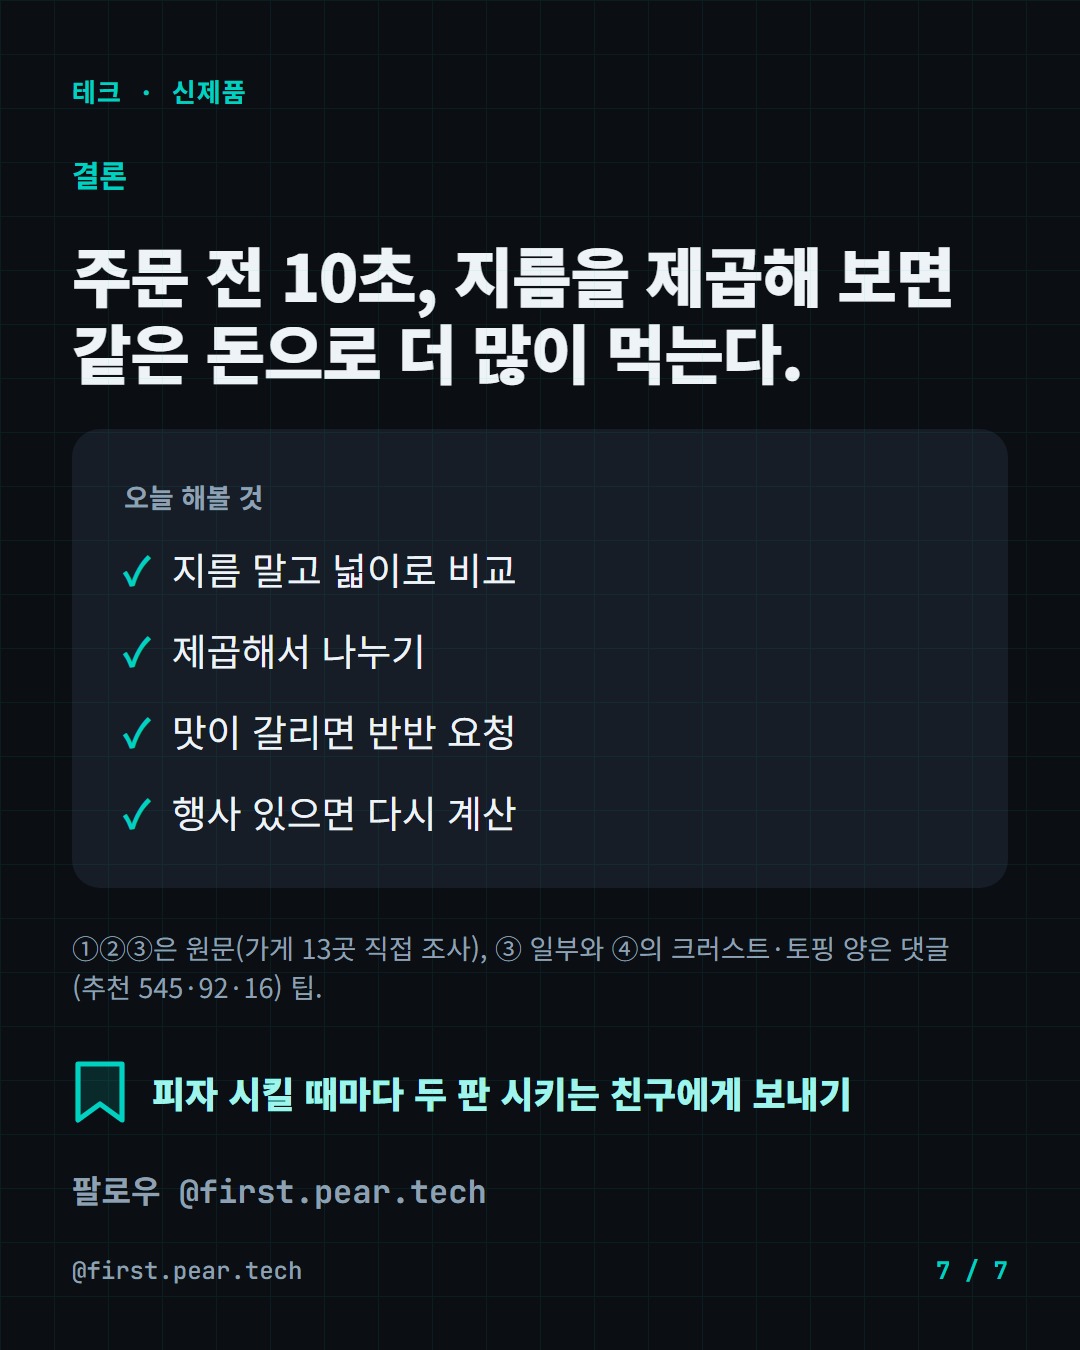 테크 · 신제품
결론
주문 전 10초, 지름을 제곱해 보면
같은 돈으로 더 많이 먹는다.
오늘 해볼 것
✓ 지름 말고 넓이로 비교
✓ 제곱해서 나누기
✓ 맛이 갈리면 반반 요청
✓ 행사 있으면 다시 계산
①②③은 원문(가게 13곳 직접 조사), ③ 일부와 ④의 크러스트·토핑 양은 댓글
(추천 545·92·16) 팁.
피자 시킬 때마다 두 판 시키는 친구에게 보내기
팔로우 @first.pear.tech
@first.pear.tech
7 / 7